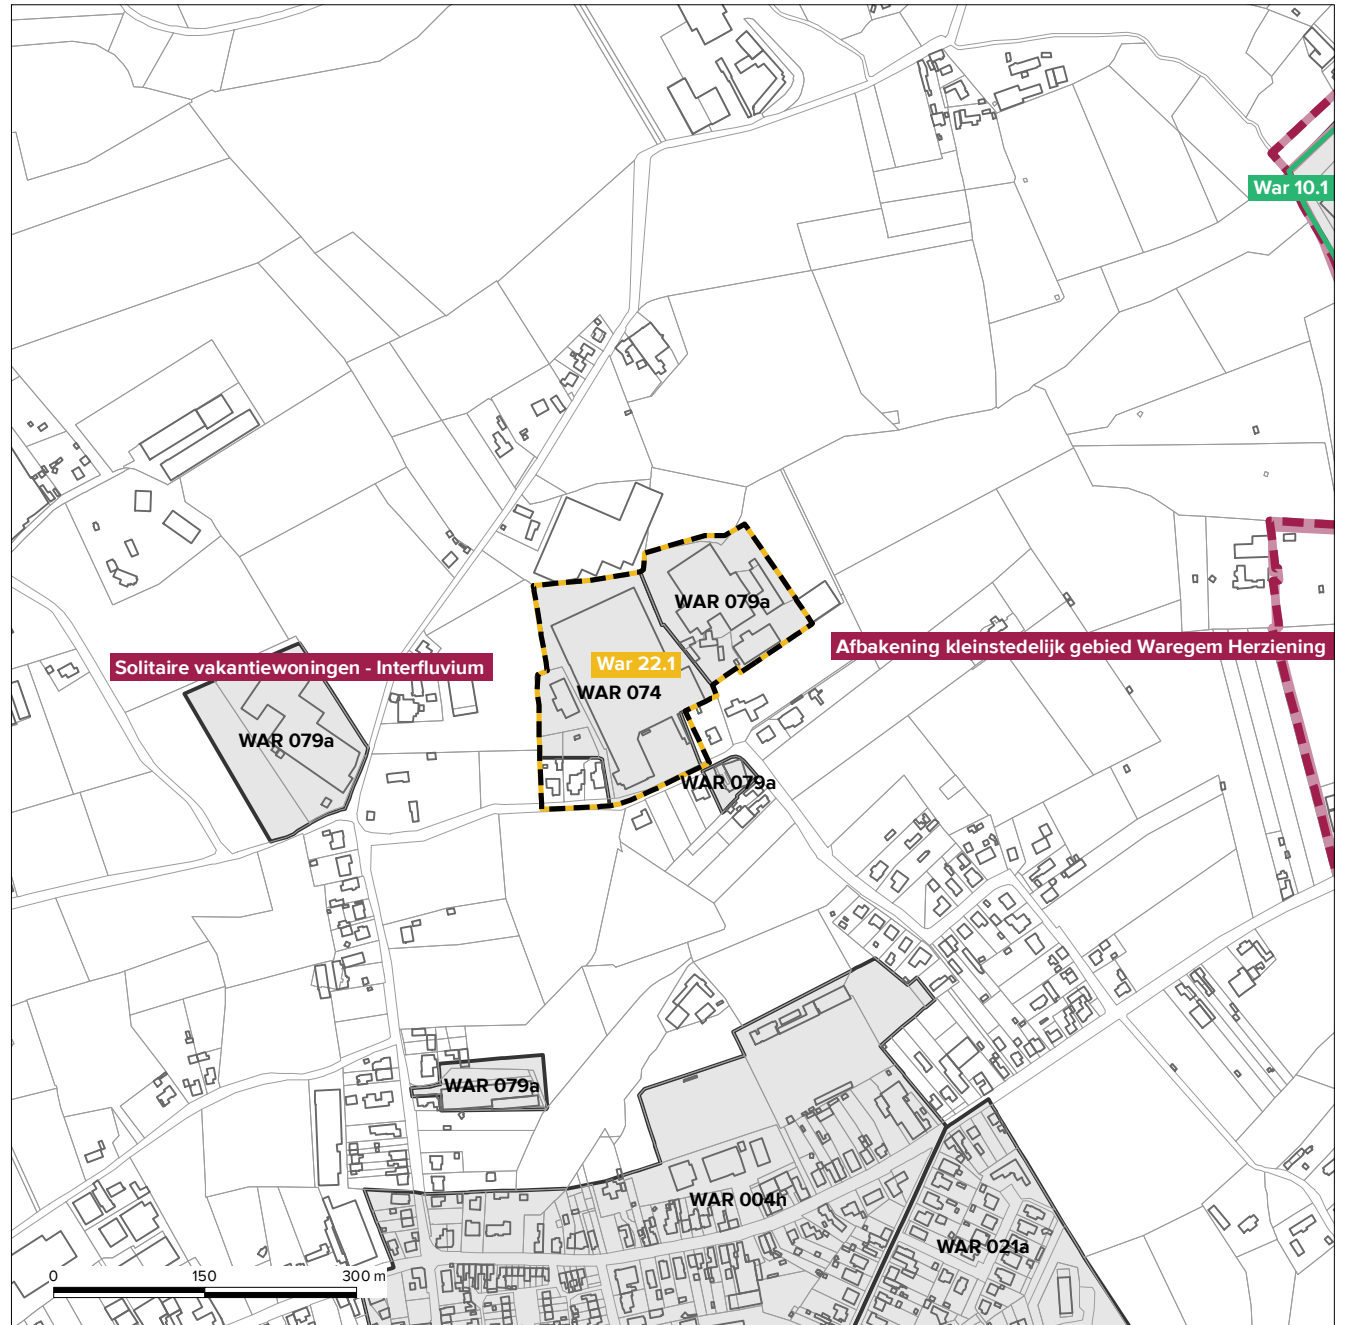 War 10.1
WAR 079a
Afbakening kleinstedelijk gebied Waregem Herziening
Solitaire vakantiewoningen - Interfluvium
War 22.1
WAR 074
WAR 079a
WAR 079a
WAR 079a
WAR 004h
WAR 021a
0 150 300 m